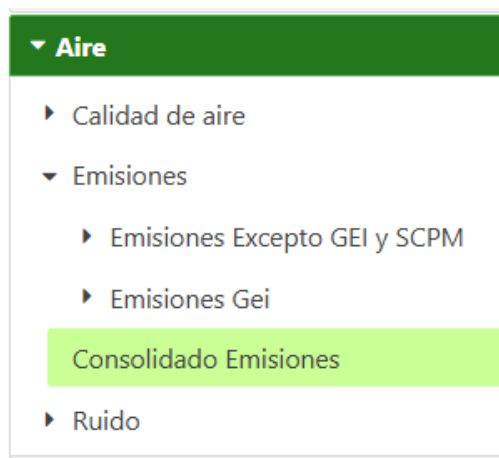 Aire
Calidad de aire
Emisiones
Emisiones Excepto GEI y SCPM
Emisiones Gei
Consolidado Emisiones
Ruido